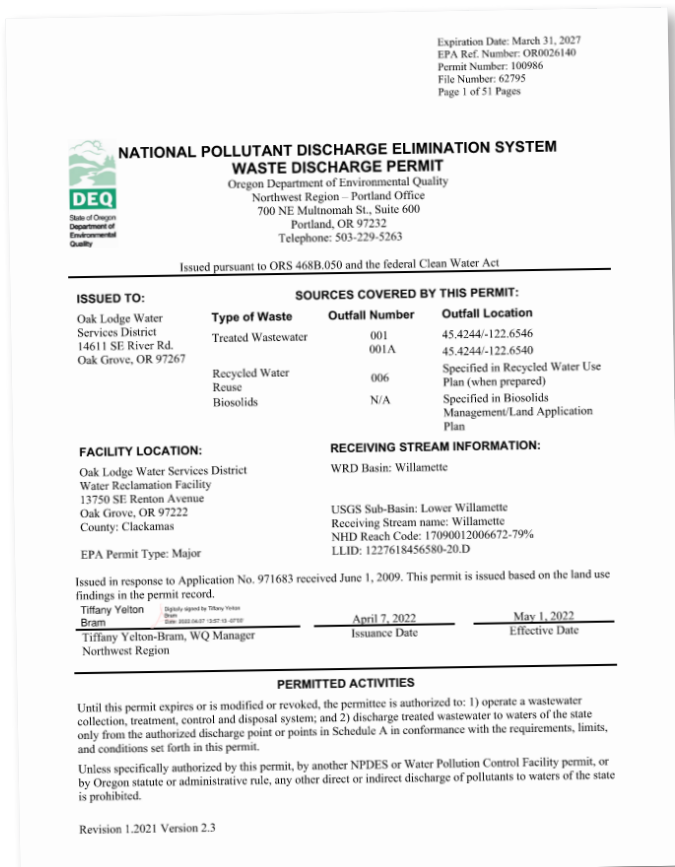 Expiration Date: March 31, 2027
EPA Ref. Number: OR0026140
Permit Number: 100986
File Number: 62795
Page 1 of 51 Pages
DEQ
State of Oregon
Department of
Environmental
Quality
NATIONAL POLLUTANT DISCHARGE ELIMINATION SYSTEM
WASTE DISCHARGE PERMIT
Oregon Department of Environmental Quality
Northwest Region – Portland Office
700 NE Multnomah St., Suite 600
Portland, OR 97232
Telephone: 503-229-5263
Issued pursuant to ORS 468B.050 and the federal Clean Water Act
ISSUED TO:
Oak Lodge Water
Services District
14611 SE River Rd.
Oak Grove, OR 97267
SOURCES COVERED BY THIS PERMIT:
Type of Waste Outfall Number Outfall Location
Treated Wastewater 001 45.4244/-122.6546
001A 45.4244/-122.6540
Recycled Water
Reuse 006 Specified in Recycled Water Use
Plan (when prepared)
Biosolids N/A Specified in Biosolids
Management/Land Application
Plan
FACILITY LOCATION:
Oak Lodge Water Services District
Water Reclamation Facility
13750 SE Renton Avenue
Oak Grove, OR 97222
County: Clackamas
EPA Permit Type: Major
RECEIVING STREAM INFORMATION:
WRD Basin: Willamette
USGS Sub-Basin: Lower Willamette
Receiving Stream name: Willamette
NHD Reach Code: 17090012006672-79%
LLID: 1227618456580-20.D
Issued in response to Application No. 971683 received June 1, 2009. This permit is issued based on the land use
findings in the permit record.
Tiffany Yelton
Bram
Digitally signed by Tiffany Yelton
Bram
Date: 2022.04.07 13:57:13 -07'00'
Tiffany Yelton-Bram, WQ Manager
Northwest Region
April 7, 2022
Issuance Date
May 1, 2022
Effective Date
PERMITTED ACTIVITIES
Until this permit expires or is modified or revoked, the permittee is authorized to: 1) operate a wastewater
collection, treatment, control and disposal system; and 2) discharge treated wastewater to waters of the state
only from the authorized discharge point or points in Schedule A in conformance with the requirements, limits,
and conditions set forth in this permit.
Unless specifically authorized by this permit, by another NPDES or Water Pollution Control Facility permit, or
by Oregon statute or administrative rule, any other direct or indirect discharge of pollutants to waters of the state
is prohibited.
Revision 1.2021 Version 2.3